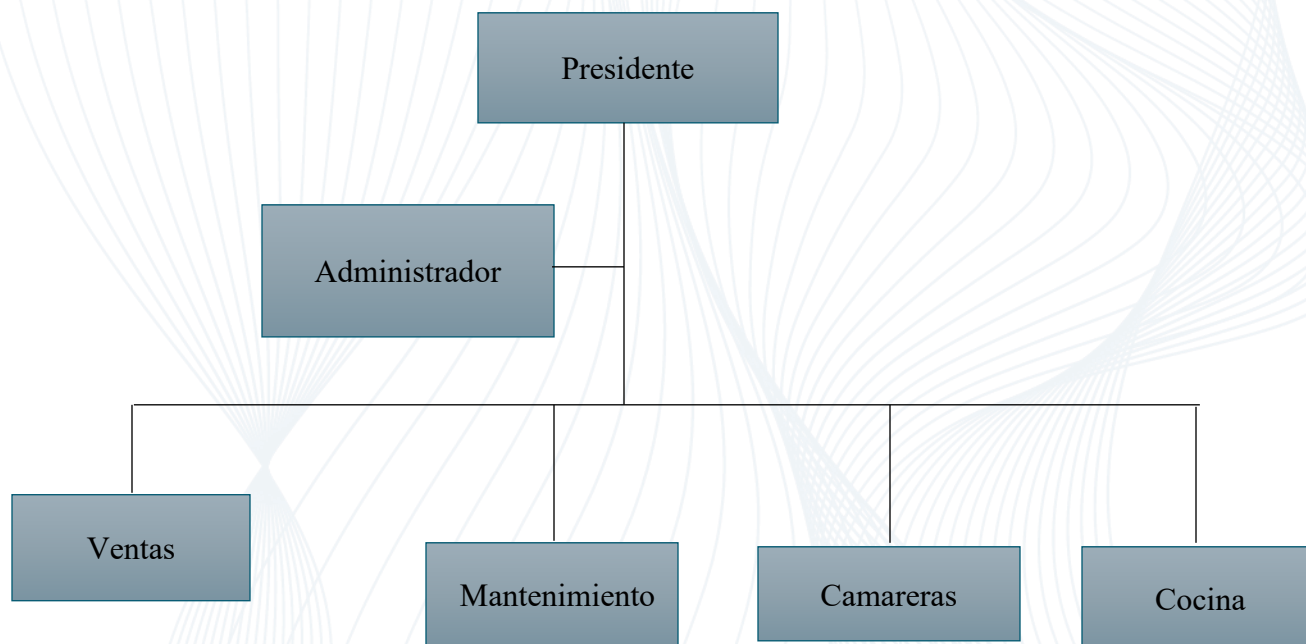 Presidente
Administrador
Ventas
Mantenimiento
Camareras
Cocina